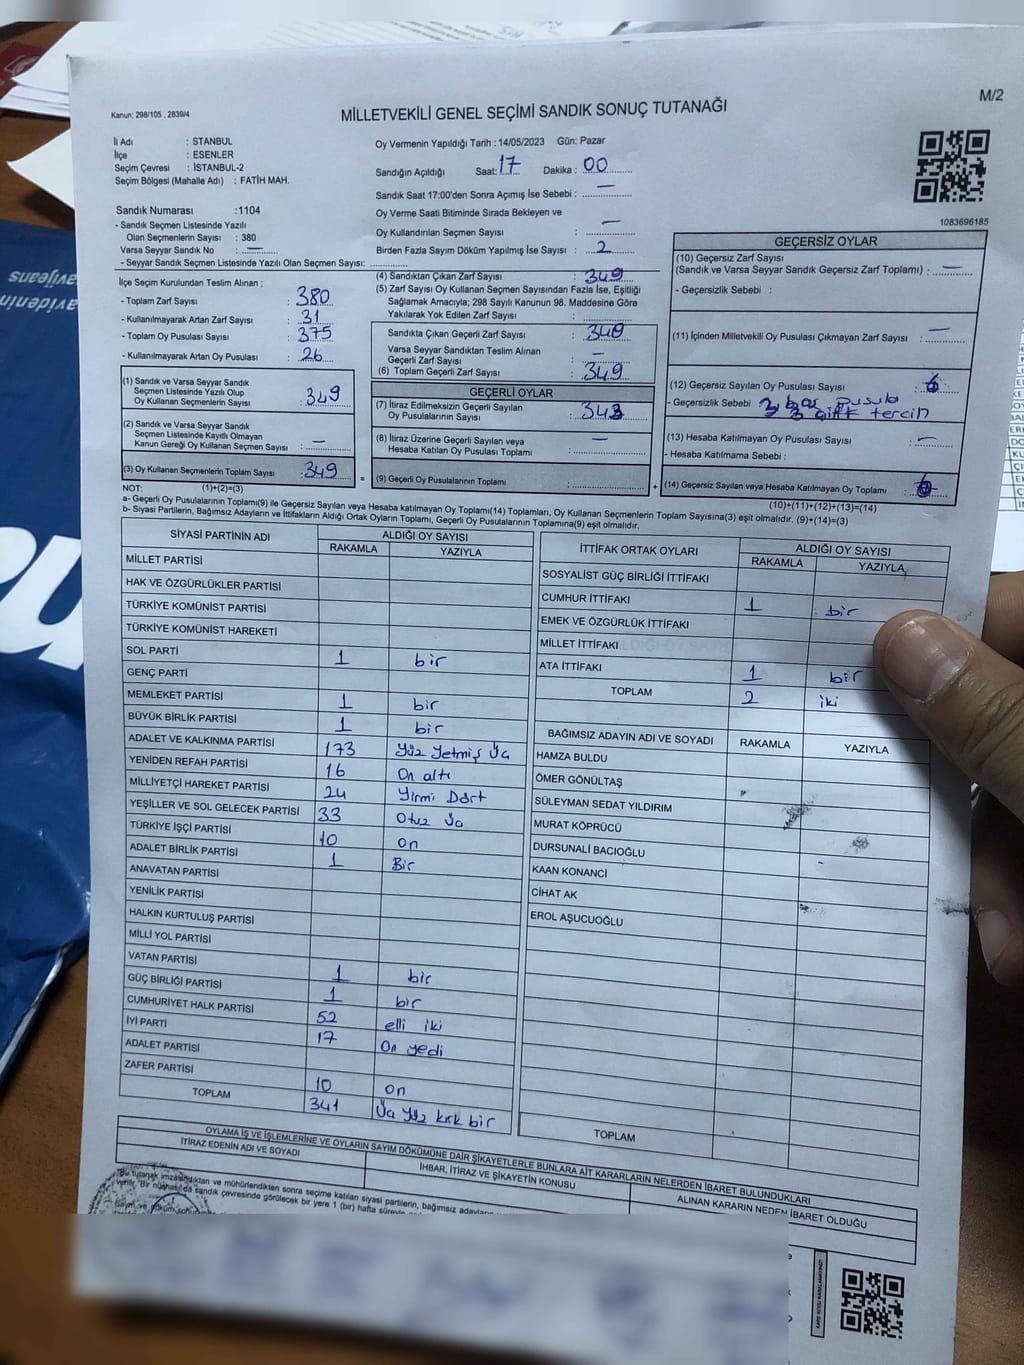 M/2
Kanun: 298/105 , 2839/4
MİLLETVEKİLİ GENEL SEÇİMİ SANDIK SONUÇ TUTANAĞI
İli Adı : STANBUL
İlçe : ESENLER
Seçim Çevresi : İSTANBUL-2
Seçim Bölgesi (Mahalle Adı) : FATİH MAH.
Sandık Numarası :1104
- Sandık Seçmen Listesinde Yazılı
Olan Seçmenlerin Sayısı : 380
Varsa Seyyar Sandık No : —
- Seyyar Sandık Seçmen Listesinde Yazılı Olan Seçmen Sayısı:
Oy Vermenin Yapıldığı Tarih : 14/05/2023 Gün: Pazar
Sandığın Açıldığı Saat: 17 Dakika : 00
Sandık Saat 17:00'den Sonra Açımış İse Sebebi : —
Oy Verme Saati Bitiminde Sırada Bekleyen ve
Oy Kullandırılan Seçmen Sayısı : —
Birden Fazla Sayım Döküm Yapılmış İse Sayısı : 2
1083696185
İlçe Seçim Kurulundan Teslim Alınan ;
- Toplam Zarf Sayısı : 380
- Kullanılmayarak Artan Zarf Sayısı : 31
- Toplam Oy Pusulası : 375
- Kullanılmayarak Artan Oy Pusulası : 26
(1) Sandık ve Varsa Seyyar Sandık
Seçmen Listesinde Yazılı Olup
Oy Kullanan Seçmenlerin Sayısı : 349
(2) Sandık ve Varsa Seyyar Sandık
Seçmen Listesinde Kayıtlı Olmayan
Kanun Gereği Oy Kullanan Seçmen Sayısı : —
(3) Oy Kullanan Seçmenlerin Toplam Sayısı : 349
(4) Sandıktan Çıkan Zarf Sayısı : 349
(5) Zarf Sayısı Oy Kullanan Seçmen Sayısından Fazla İse, Eşitliği
Sağlamak Amacıyla; 298 Sayılı Kanunun 98. Maddesine Göre
Yakılarak Yok Edilen Zarf Sayısı :
Sandıkta Çıkan Geçerli Zarf Sayısı : 349
Varsa Seyyar Sandıktan Teslim Alınan
Geçerli Zarf Sayısı : —
(6) Toplam Geçerli Zarf Sayısı : 349
GEÇERLİ OYLAR
(7) İtiraz Edilmeksizin Geçerli Sayılan
Oy Pusulalarının Sayısı : 343
(8) İtiraz Üzerine Geçerli Sayılan veya
Hesaba Katılan Oy Pusulası Toplamı : —
= (9) Geçerli Oy Pusulalarının Toplamı :
GEÇERSİZ OYLAR
(10) Geçersiz Zarf Sayısı
(Sandık ve Varsa Seyyar Sandık Geçersiz Zarf Toplamı) : —
- Geçersizlik Sebebi :
(11) İçinden Milletvekili Oy Pusulası Çıkmayan Zarf Sayısı : —
(12) Geçersiz Sayılan Oy Pusulası Sayısı : 6
- Geçersizlik Sebebi : 3 boş pusula
3 çift tercih
(13) Hesaba Katılmayan Oy Pusulası Sayısı : —
- Hesaba Katılmama Sebebi :
+ (14) Geçersiz Sayılan veya Hesaba Katılmayan Oy Toplamı : 6
NOT: (1)+(2)=(3)
(10)+(11)+(12)+(13)=(14)
a- Geçerli Oy Pusulalarının Toplamı(9) ile Geçersiz Sayılan veya Hesaba katılmayan Oy Toplamı(14) Toplamları, Oy Kullanan Seçmenlerin Toplam Sayısına(3) eşit olmalıdır. (9)+(14)=(3)
b- Siyasi Partilerin, Bağımsız Adayların ve İttifakların Aldığı Ortak Oyların Toplamı, Geçerli Oy Pusulalarının Toplamına(9) eşit olmalıdır.
SİYASİ PARTİNİN ADI ALDIĞI OY SAYISI
RAKAMLA YAZIYLA
MİLLET PARTİSİ
HAK VE ÖZGÜRLÜKLER PARTİSİ
TÜRKİYE KOMÜNİST PARTİSİ
TÜRKİYE KOMÜNİST HAREKETİ
SOL PARTİ 1 bir
GENÇ PARTİ
MEMLEKET PARTİSİ 1 bir
BÜYÜK BİRLİK PARTİSİ 1 bir
ADALET VE KALKINMA PARTİSİ 173 Yüz Yetmiş Üç
YENİDEN REFAH PARTİSİ 16 On altı
MİLLİYETÇİ HAREKET PARTİSİ 24 Yirmi Dört
YEŞİLLER VE SOL GELECEK PARTİSİ 33 Otuz Üç
TÜRKİYE İŞÇİ PARTİSİ 10 on
ADALET BİRLİK PARTİSİ 1 Bir
ANAVATAN PARTİSİ
YENİLİK PARTİSİ
HALKIN KURTULUŞ PARTİSİ
MİLLİ YOL PARTİSİ
VATAN PARTİSİ 1 bir
GÜÇ BİRLİĞİ PARTİSİ 1 bir
CUMHURİYET HALK PARTİSİ 52 elli iki
İYİ PARTİ 17 On yedi
ADALET PARTİSİ
ZAFER PARTİSİ 10 on
TOPLAM 341 Üç Yüz kırk bir
İTTİFAK ORTAK OYLARI ALDIĞI OY SAYISI
RAKAMLA YAZIYLA
SOSYALİST GÜÇ BİRLİĞİ İTTİFAKI
CUMHUR İTTİFAKI 1 bir
EMEK VE ÖZGÜRLÜK İTTİFAKI
MİLLET İTTİFAKI
ATA İTTİFAKI 1 bir
TOPLAM 2 iki
BAĞIMSIZ ADAYIN ADI VE SOYADI RAKAMLA YAZIYLA
HAMZA BULDU
ÖMER GÖNÜLTAŞ
SÜLEYMAN SEDAT YILDIRIM
MURAT KÖPRÜCÜ
DURSUNALİ BACIOĞLU
KAAN KONANCI
CİHAT AK
EROL AŞUCUOĞLU
TOPLAM
OYLAMA İŞ VE İŞLEMLERİNE VE OYLARIN SAYIM DÖKÜMÜNE DAİR ŞİKAYETLERLE BUNLARA AİT KARARLARIN NELERDEN İBARET BULUNDUKLARI
İTİRAZ EDENİN ADI VE SOYADI İHBAR, İTİRAZ VE ŞİKAYETİN KONUSU ALINAN KARARIN NEDEN İBARET OLDUĞU
"Bu tutanak imzalandıktan ve mühürlendikten sonra seçime katılan siyasi partilerin, bağımsız adayların
verilir. "Bir nüshası da sandık çevresinde görülecek bir yere 1 (bir) hafta